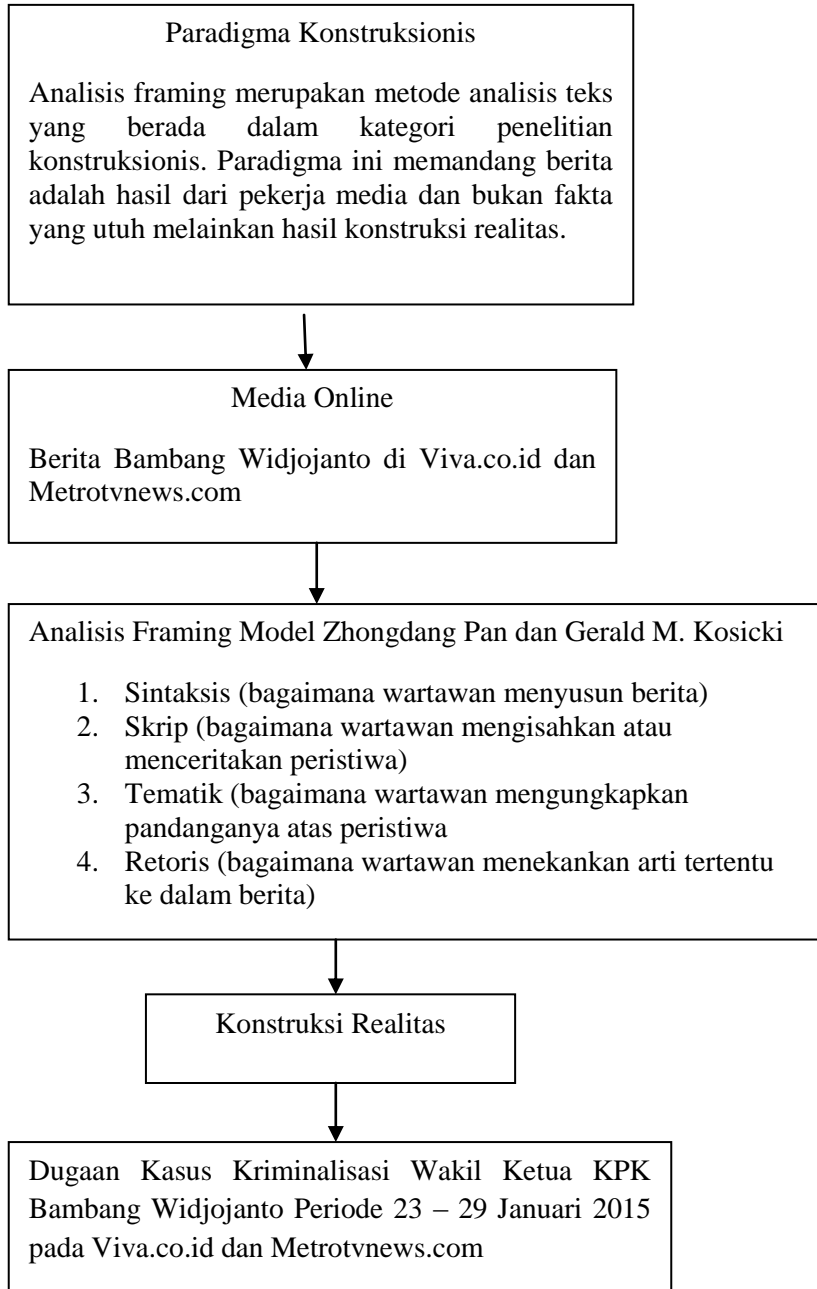 Paradigma Konstruksionis
Analisis framing merupakan metode analisis teks
yang berada dalam kategori penelitian
konstruksionis. Paradigma ini memandang berita
adalah hasil dari pekerja media dan bukan fakta
yang utuh melainkan hasil konstruksi realitas.
Media Online
Berita Bambang Widjojanto di Viva.co.id dan
Metrotvnews.com
Analisis Framing Model Zhongdang Pan dan Gerald M. Kosicki
1. Sintaksis (bagaimana wartawan menyusun berita)
2. Skrip (bagaimana wartawan mengisahkan atau
menceritakan peristiwa)
3. Tematik (bagaimana wartawan mengungkapkan
pandanganya atas peristiwa
4. Retoris (bagaimana wartawan menekankan arti tertentu
ke dalam berita)
Konstruksi Realitas
Dugaan Kasus Kriminalisasi Wakil Ketua KPK
Bambang Widjojanto Periode 23 – 29 Januari 2015
pada Viva.co.id dan Metrotvnews.com